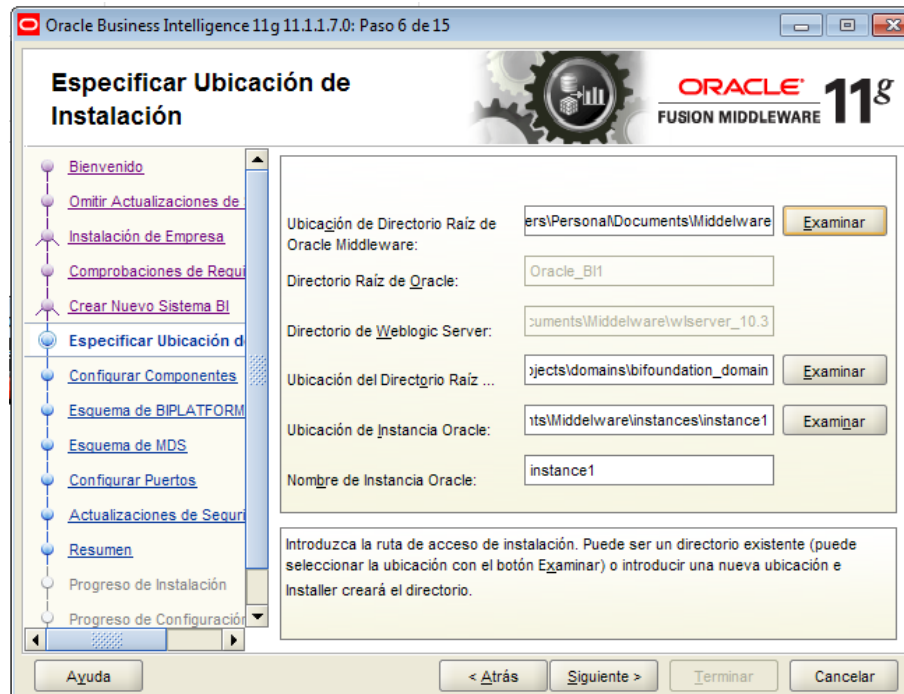 Oracle Business Intelligence 11g 11.1.1.7.0: Paso 6 de 15
Especificar Ubicación de
Instalación
ORACLE
FUSION MIDDLEWARE 11g
Bienvenido
Omitir Actualizaciones de
Instalación de Empresa
Comprobaciones de Requi
Crear Nuevo Sistema BI
Especificar Ubicación d
Configurar Componentes
Esquema de BIPLATFORM
Esquema de MDS
Configurar Puertos
Actualizaciones de Seguri
Resumen
Progreso de Instalación
Progreso de Configuración
Ubicación de Directorio Raíz de
Oracle Middleware:
ers\Personal\Documents\Middelware
Examinar
Directorio Raíz de Oracle:
Oracle_BI1
Directorio de Weblogic Server:
cuments\Middelware\wlserver_10.3
Ubicación del Directorio Raíz ...
ojects\domains\bifoundation_domain
Examinar
Ubicación de Instancia Oracle:
nts\Middelware\instances\instance1
Examinar
Nombre de Instancia Oracle:
instance1
Introduzca la ruta de acceso de instalación. Puede ser un directorio existente (puede
seleccionar la ubicación con el botón Examinar) o introducir una nueva ubicación e
Installer creará el directorio.
Ayuda
< Atrás
Siguiente >
Terminar
Cancelar